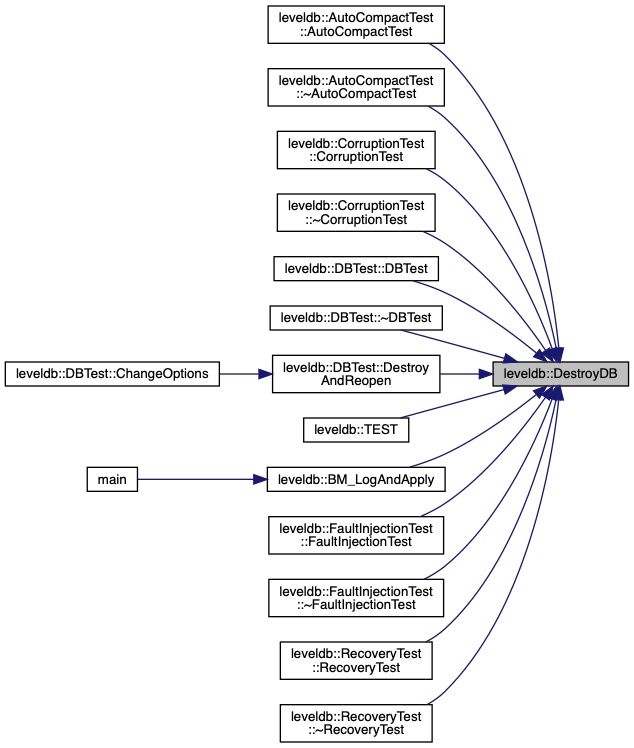 leveldb::AutoCompactTest
::AutoCompactTest
leveldb::AutoCompactTest
::~AutoCompactTest
leveldb::CorruptionTest
::CorruptionTest
leveldb::CorruptionTest
::~CorruptionTest
leveldb::DBTest::DBTest
leveldb::DBTest::~DBTest
leveldb::DBTest::ChangeOptions
leveldb::DBTest::Destroy
AndReopen
leveldb::DestroyDB
leveldb::TEST
main
leveldb::BM_LogAndApply
leveldb::FaultInjectionTest
::FaultInjectionTest
leveldb::FaultInjectionTest
::~FaultInjectionTest
leveldb::RecoveryTest
::RecoveryTest
leveldb::RecoveryTest
::~RecoveryTest